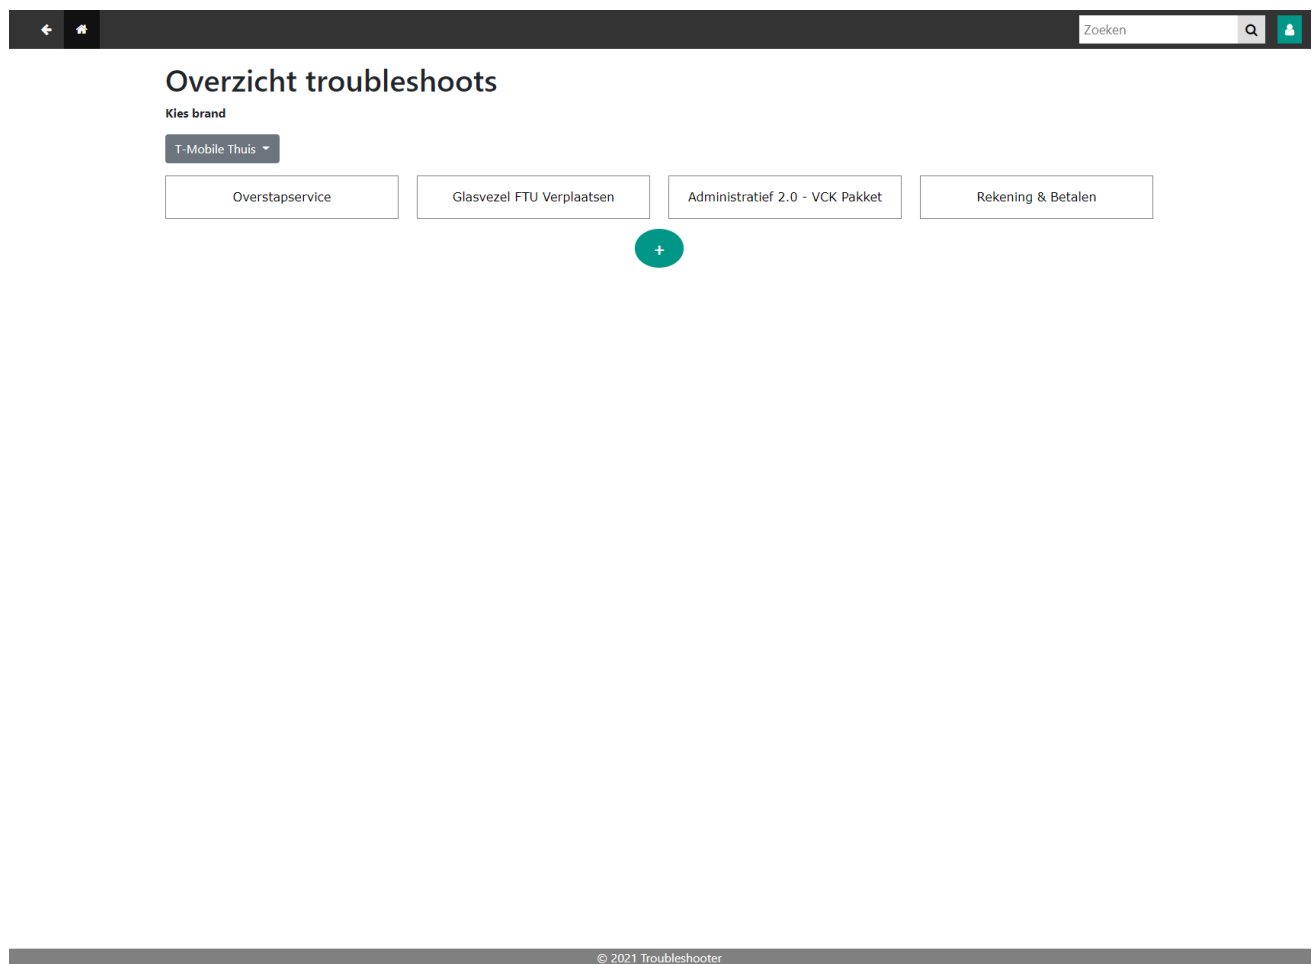 Zoeken
Overzicht troubleshoots
Kies brand
T-Mobile Thuis
Overstapservice
Glasvezel FTU Verplaatsen
Administratief 2.0 - VCK Pakket
Rekening & Betalen
+
© 2021 Troubleshooter